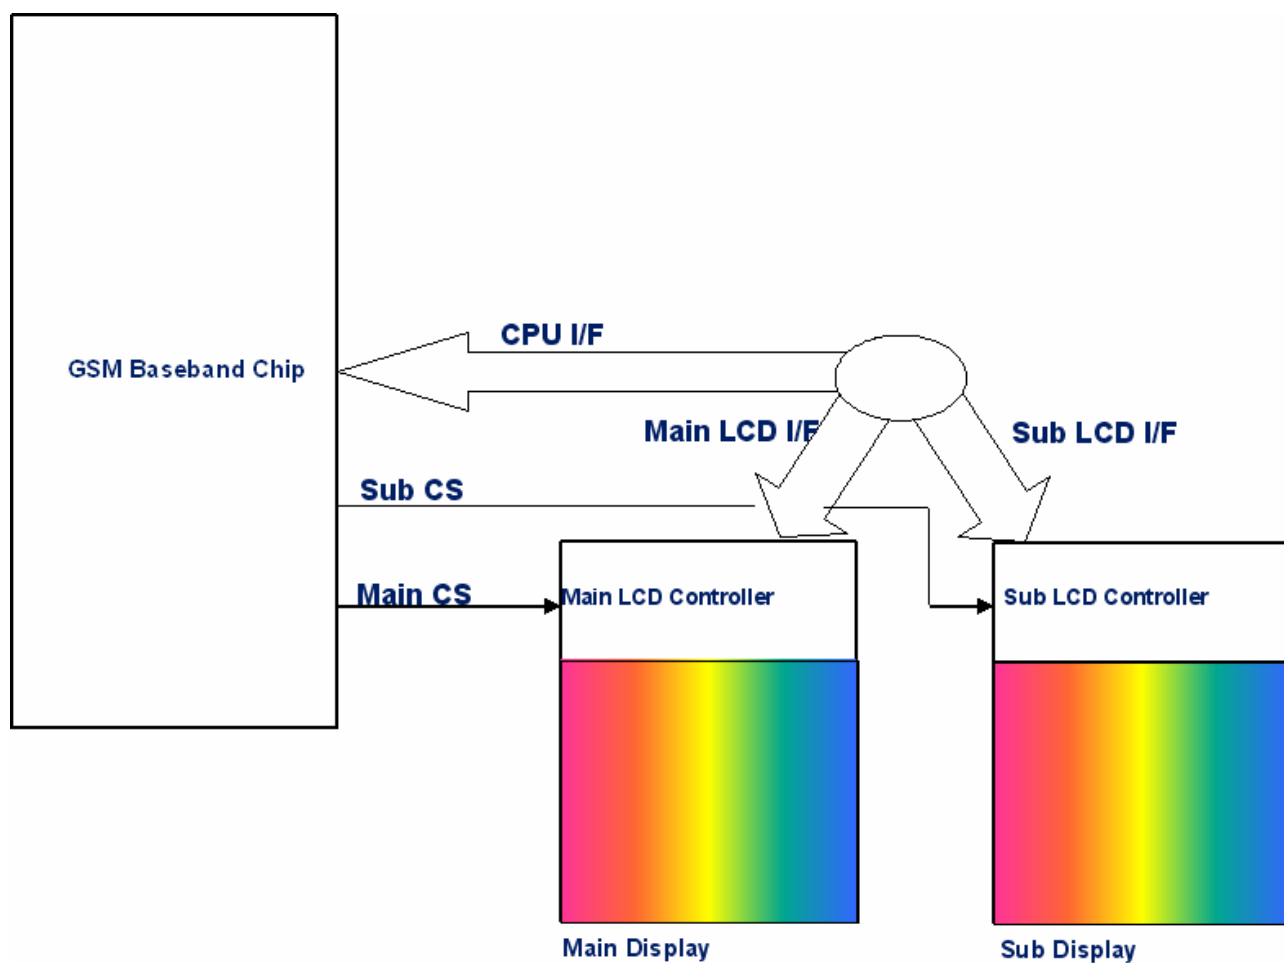 CPU I/F
GSM Baseband Chip
Main LCD I/F
Sub LCD I/F
Sub CS
Main CS
Main LCD Controller
Sub LCD Controller
Main Display
Sub Display